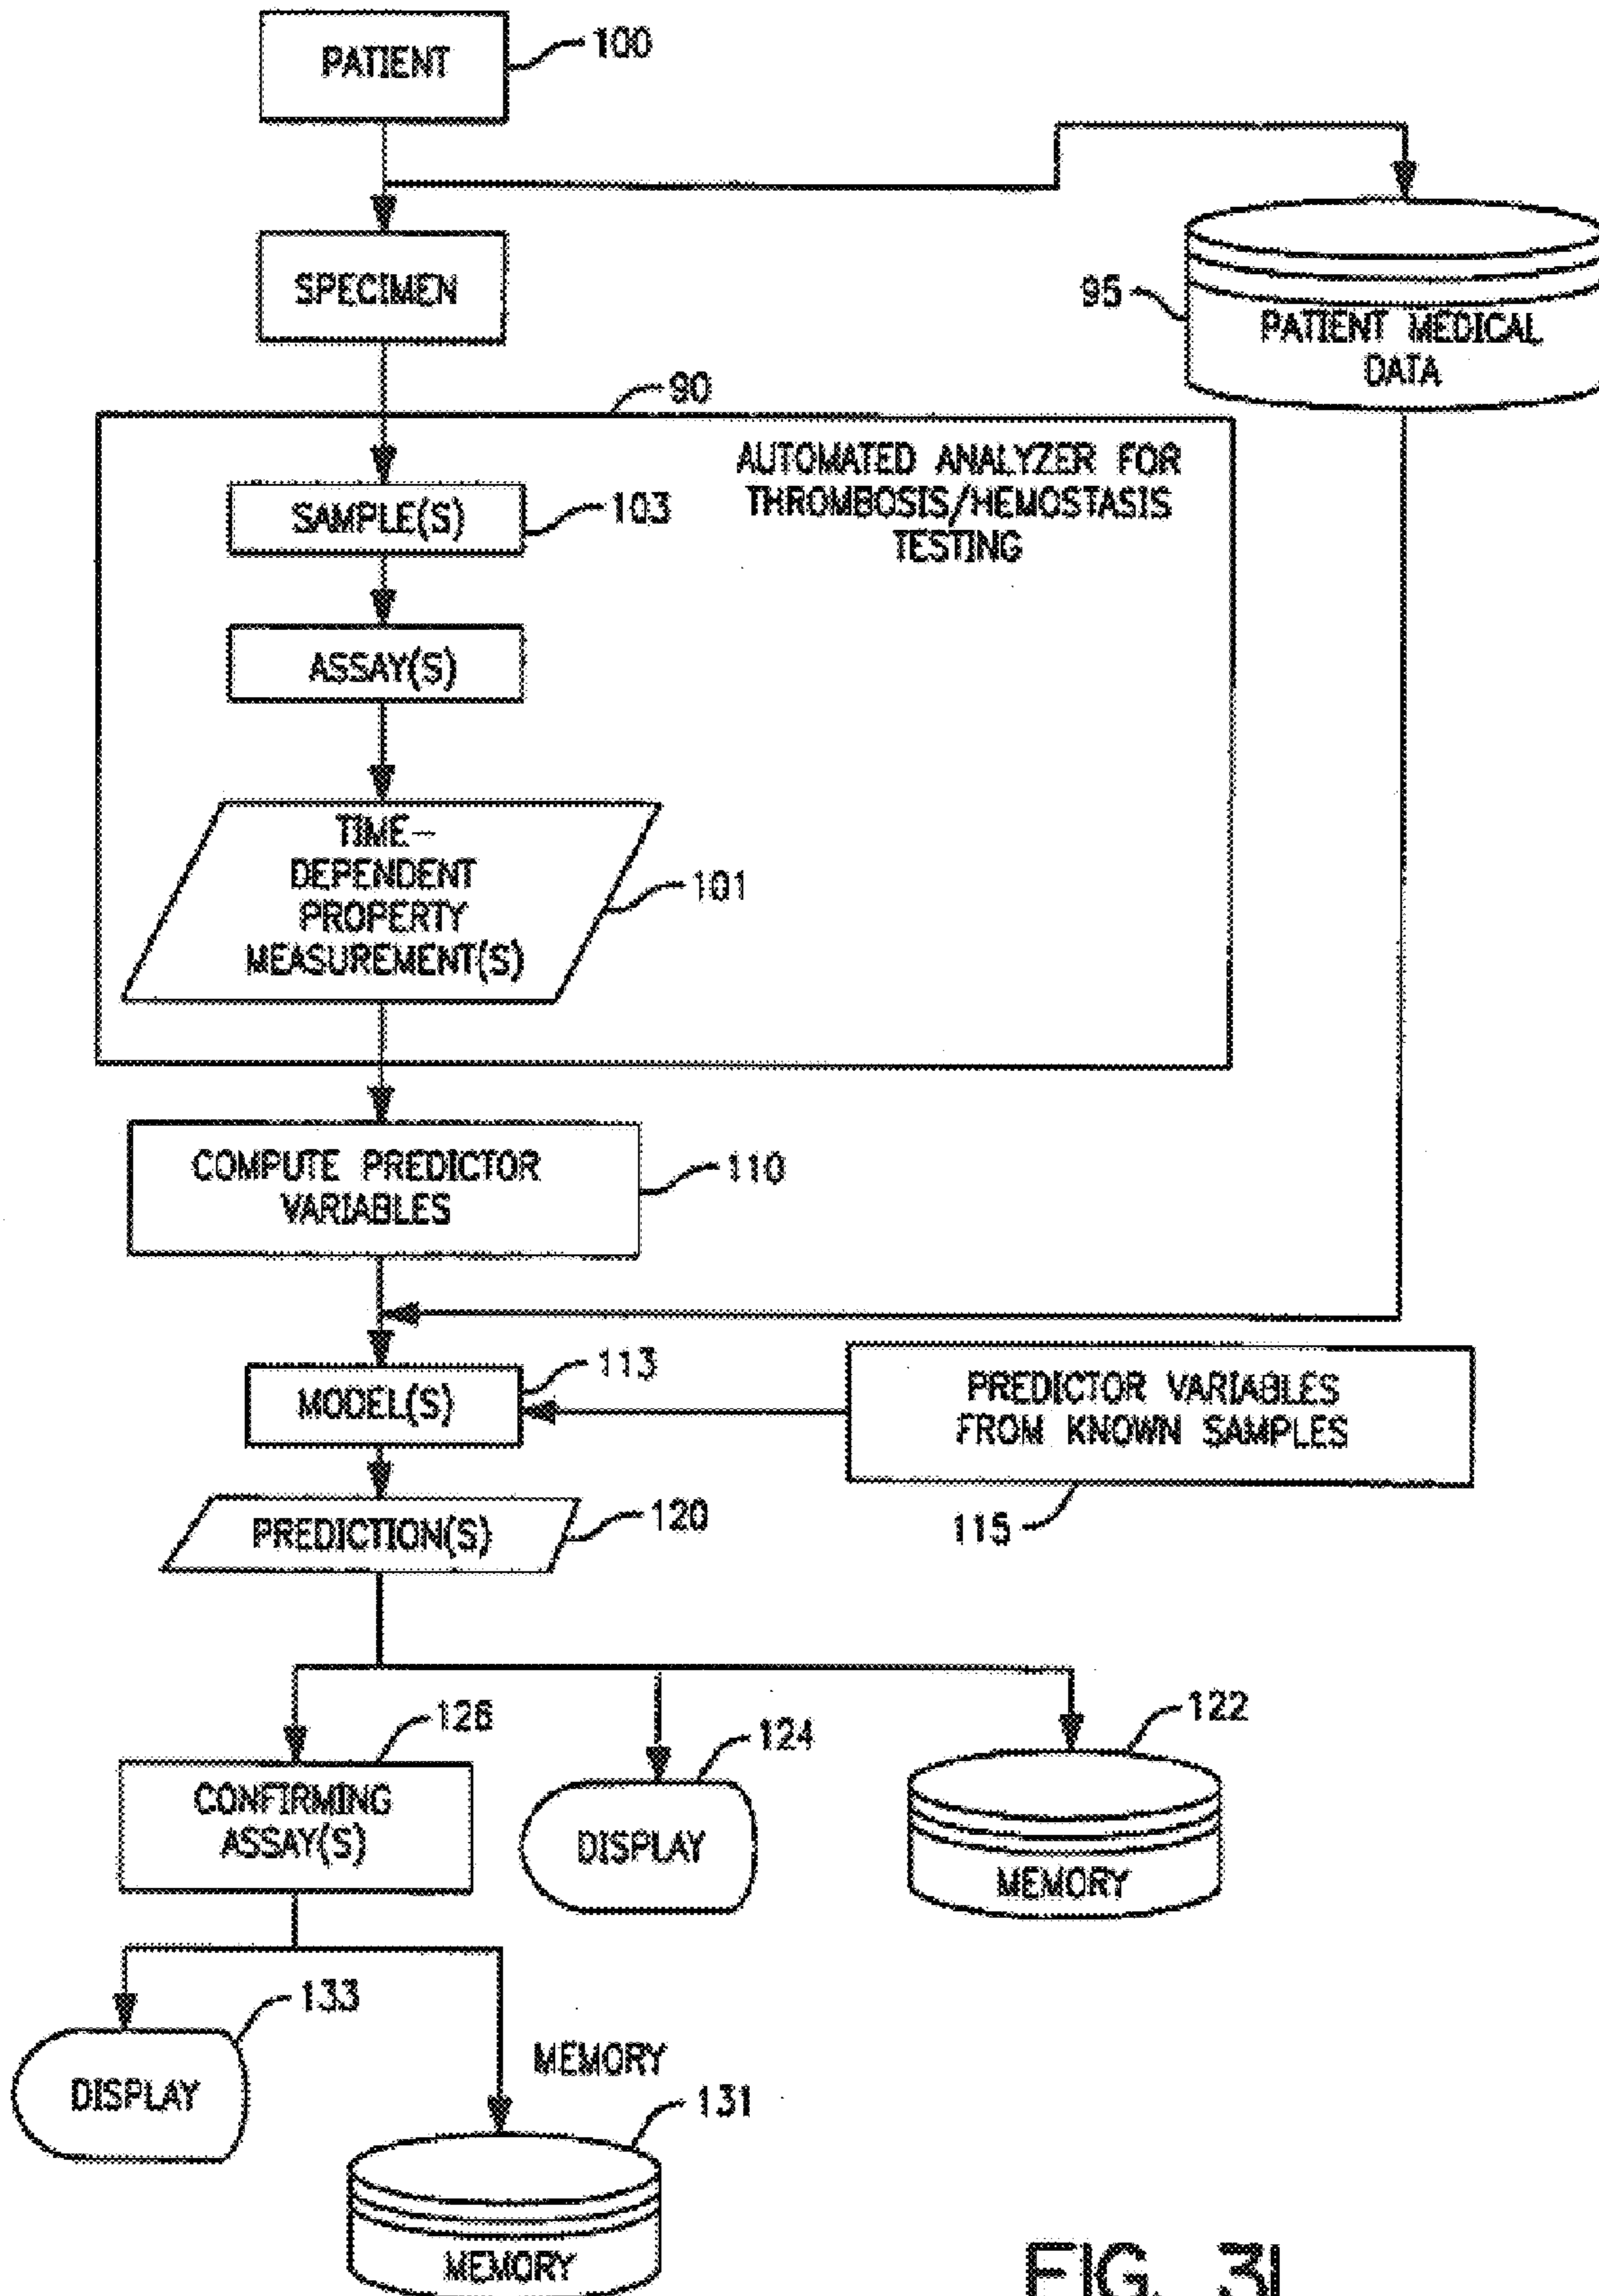 PATIENT
100
SPECIMEN
95
PATIENT MEDICAL
DATA
90
AUTOMATED ANALYZER FOR
THROMBOSIS/HEMOSTASIS
TESTING
SAMPLE(S)
103
ASSAY(S)
TIME-
DEPENDENT
PROPERTY
MEASUREMENT(S)
101
COMPUTE PREDICTOR
VARIABLES
110
MODEL(S)
113
PREDICTOR VARIABLES
FROM KNOWN SAMPLES
115
PREDICTION(S)
120
126
CONFIRMING
ASSAY(S)
124
DISPLAY
122
MEMORY
133
DISPLAY
MEMORY
131
MEMORY
FIG. 31